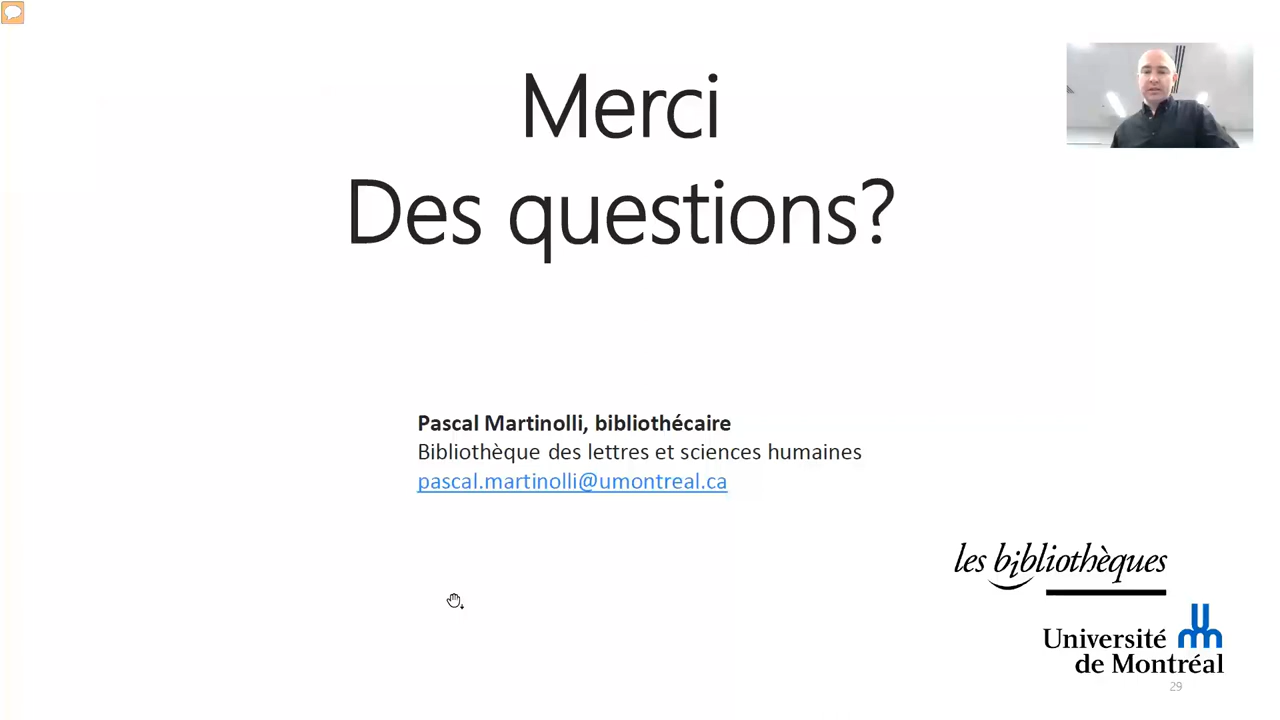 Merci
Des questions?
Pascal Martinolli, bibliothécaire
Bibliothèque des lettres et sciences humaines
pascal.martinolli@umontreal.ca
les bibliothèques
Université
de Montréal
29